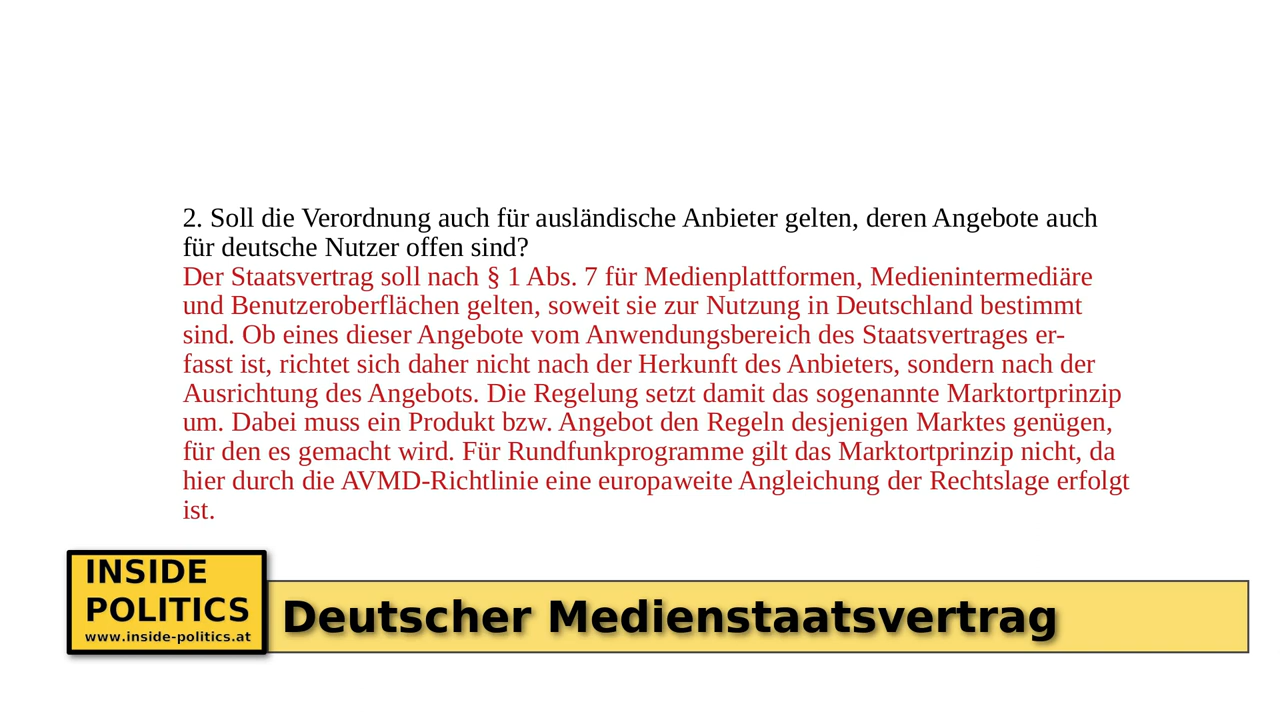 2. Soll die Verordnung auch für ausländische Anbieter gelten, deren Angebote auch
für deutsche Nutzer offen sind?
Der Staatsvertrag soll nach § 1 Abs. 7 für Medienplattformen, Medienintermediäre
und Benutzeroberflächen gelten, soweit sie zur Nutzung in Deutschland bestimmt
sind. Ob eines dieser Angebote vom Anwendungsbereich des Staatsvertrages er-
fasst ist, richtet sich daher nicht nach der Herkunft des Anbieters, sondern nach der
Ausrichtung des Angebots. Die Regelung setzt damit das sogenannte Marktortprinzip
um. Dabei muss ein Produkt bzw. Angebot den Regeln desjenigen Marktes genügen,
für den es gemacht wird. Für Rundfunkprogramme gilt das Marktortprinzip nicht, da
hier durch die AVMD-Richtlinie eine europaweite Angleichung der Rechtslage erfolgt
ist.
INSIDE
POLITICS
www.inside-politics.at
Deutscher Medienstaatsvertrag